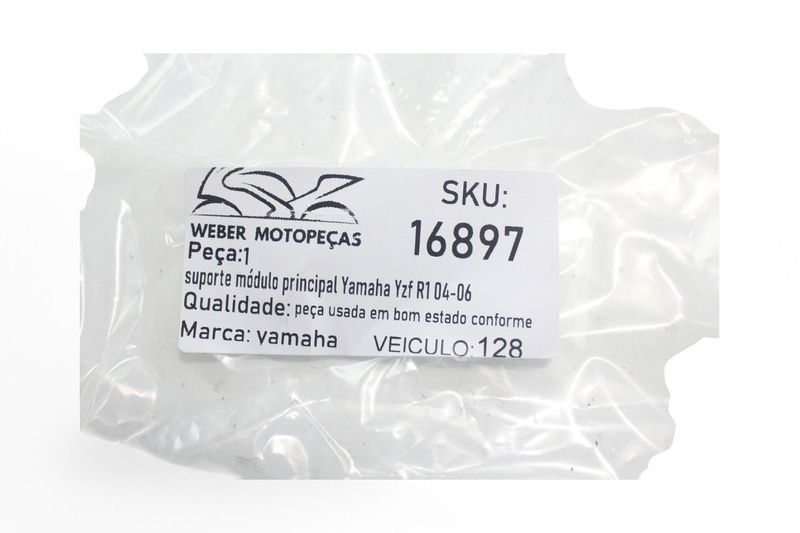 SKU:
16897
WEBER MOTOPEÇAS
Peça:1
suporte módulo principal Yamaha Yzf R1 04-06
Qualidade: peça usada em bom estado conforme
Marca: yamaha VEICULO:128